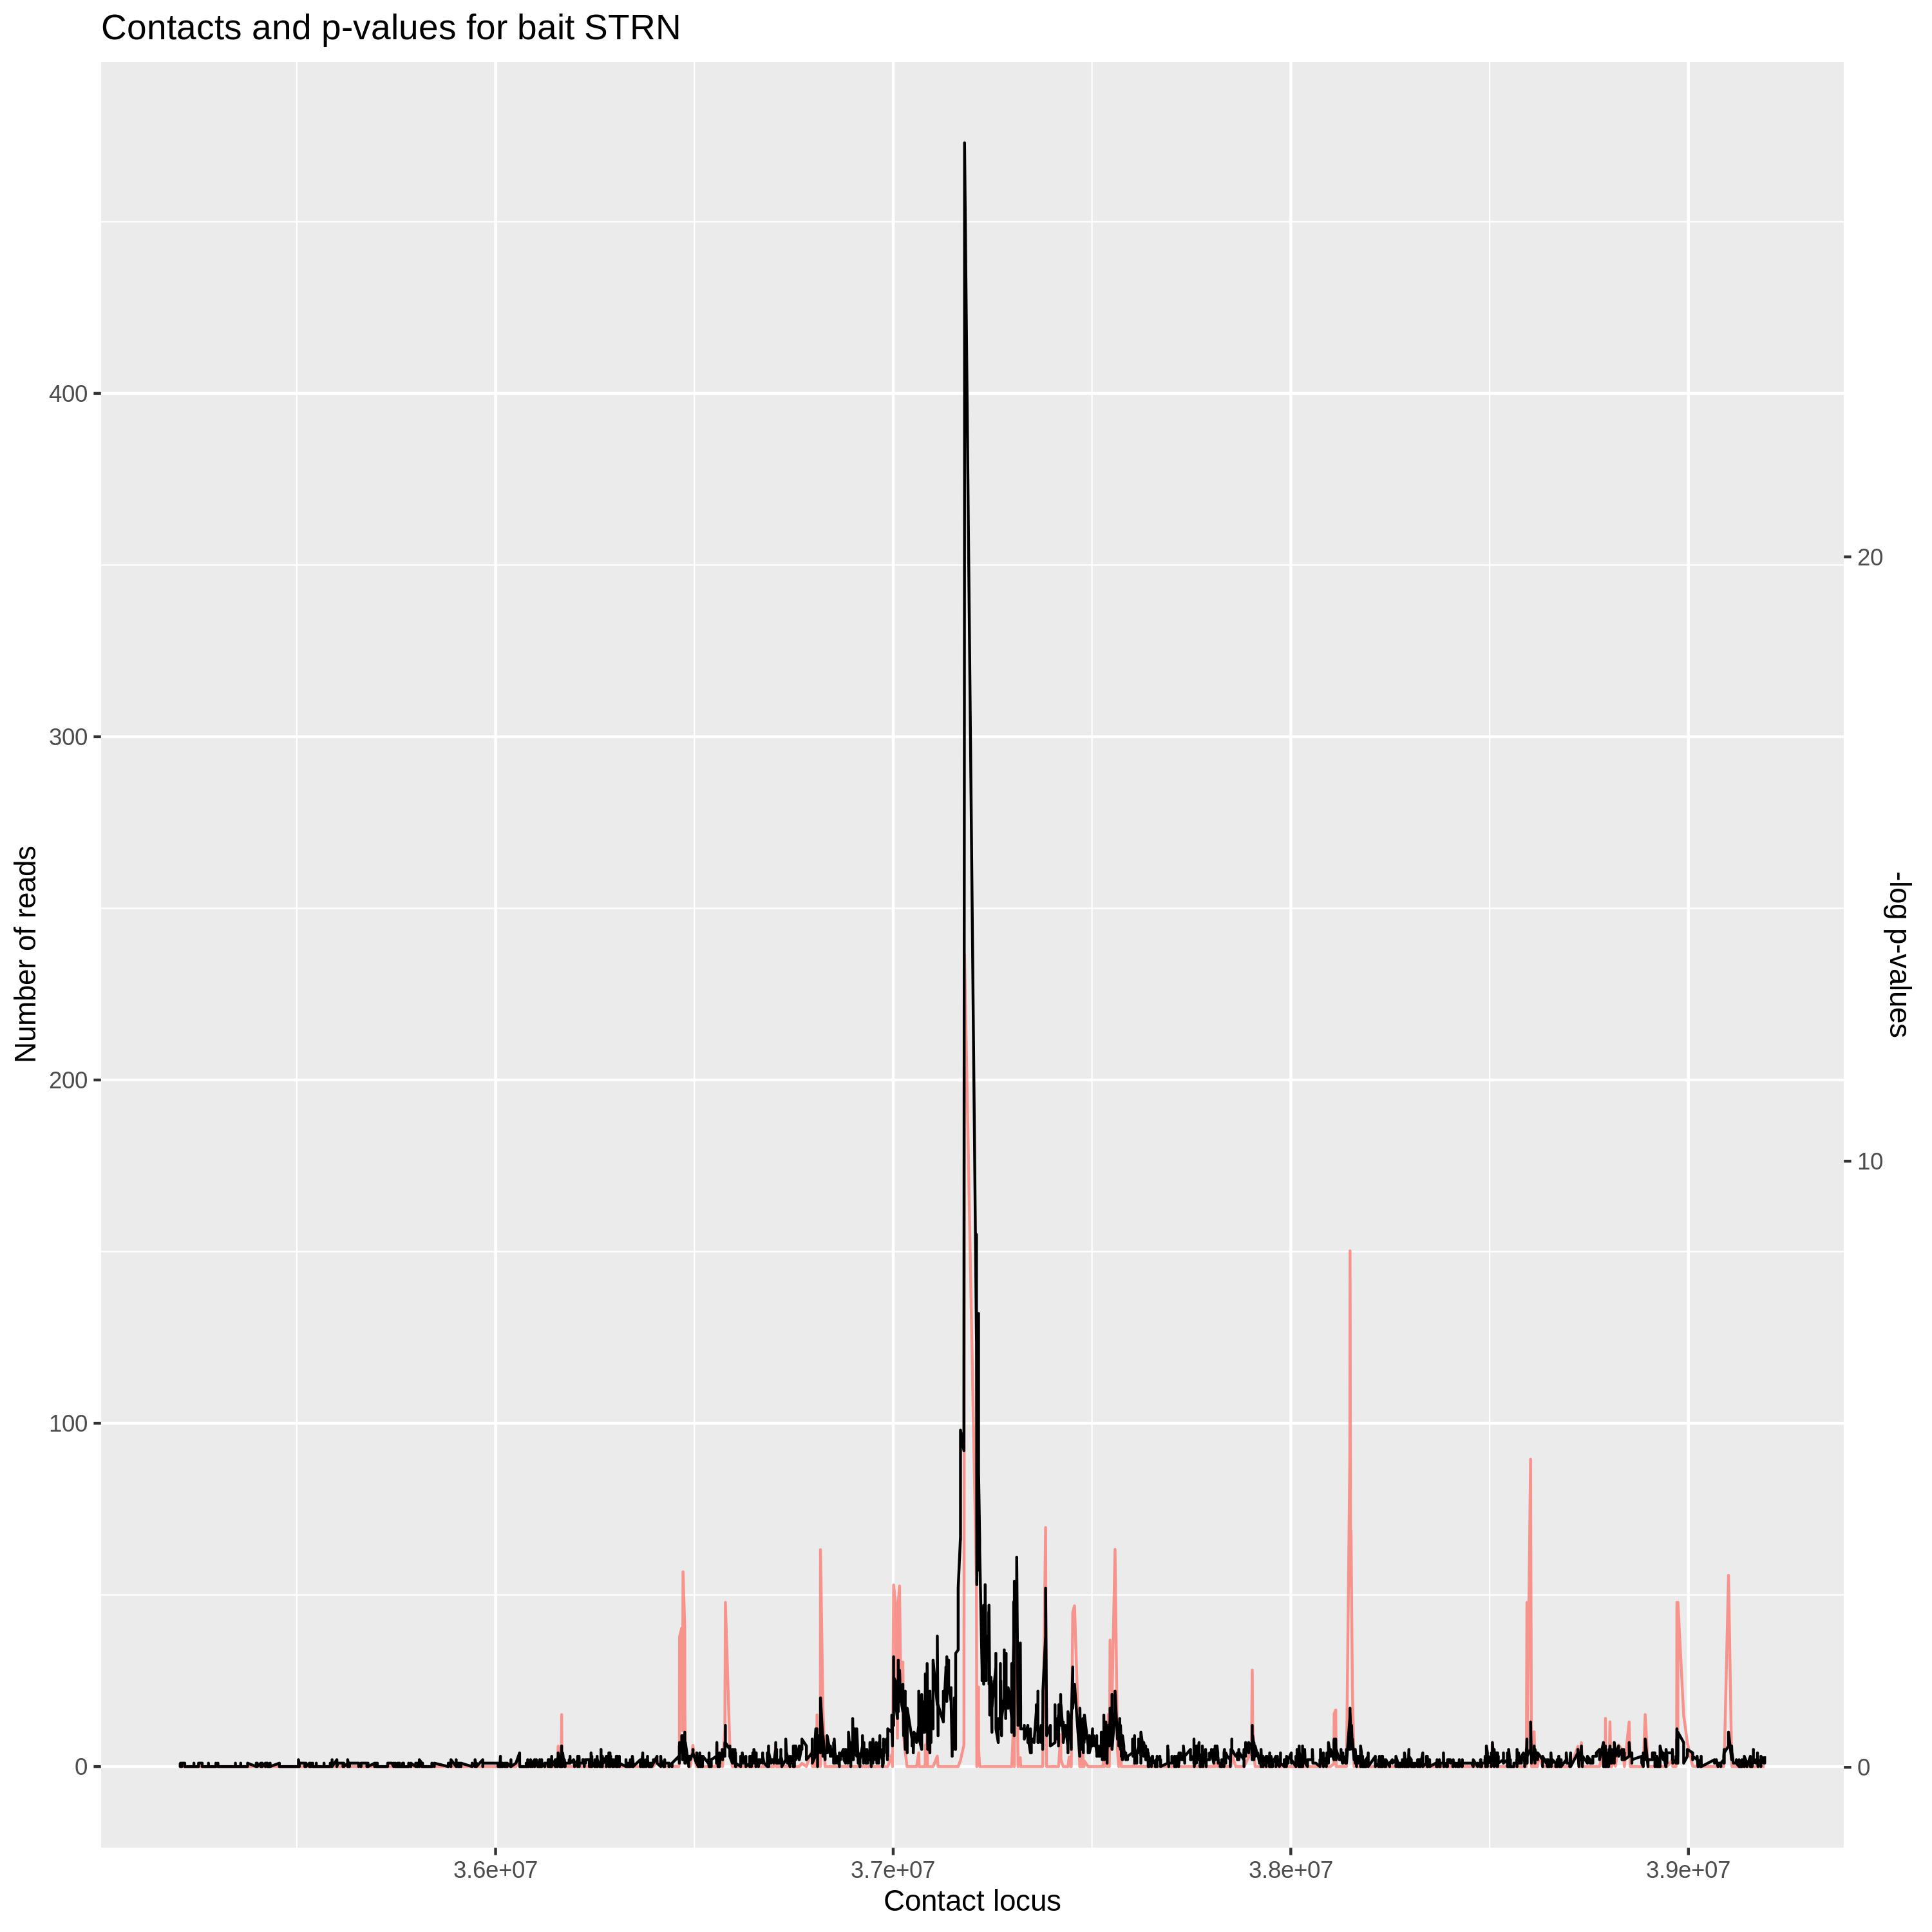 Contacts and p-values for bait STRN
400
300
200
100
0
Number of reads
20
10
0
-log p-values
3.6e+07 3.7e+07 3.8e+07 3.9e+07
Contact locus